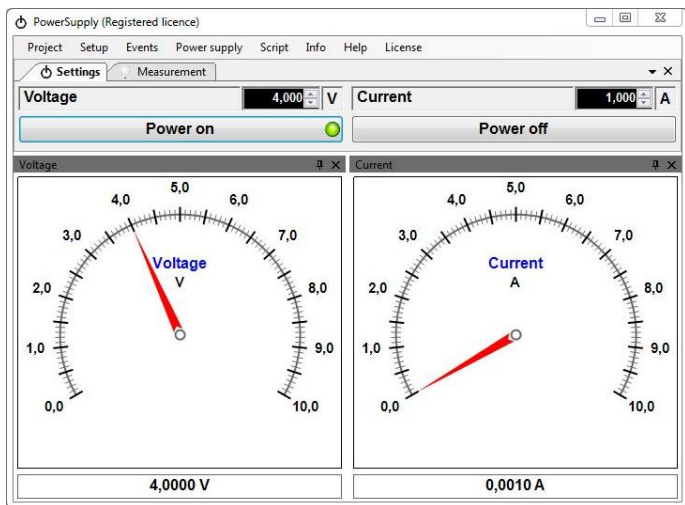 PowerSupply (Registered licence)
Project Setup Events Power supply Script Info Help License
Settings Measurement
Voltage 4,000 V Current 1,000 A
Power on Power off
Voltage Current
0,0 1,0 2,0 3,0 4,0 5,0 6,0 7,0 8,0 9,0 10,0
Voltage
V
0,0 1,0 2,0 3,0 4,0 5,0 6,0 7,0 8,0 9,0 10,0
Current
A
4,0000 V 0,0010 A